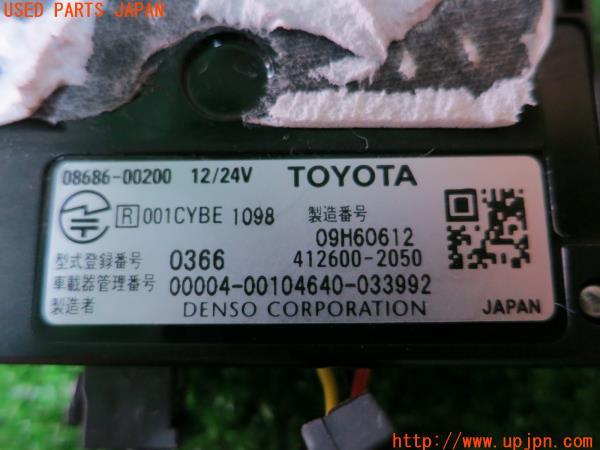 USED PARTS JAPAN
08686-00200 12/24V TOYOTA
R 001CYBE 1098 製造番号
09H60612
型式登録番号 0366 412600-2050
車載器管理番号 00004-00104640-033992
製造者 DENSO CORPORATION JAPAN
http://www.upjpn.com/